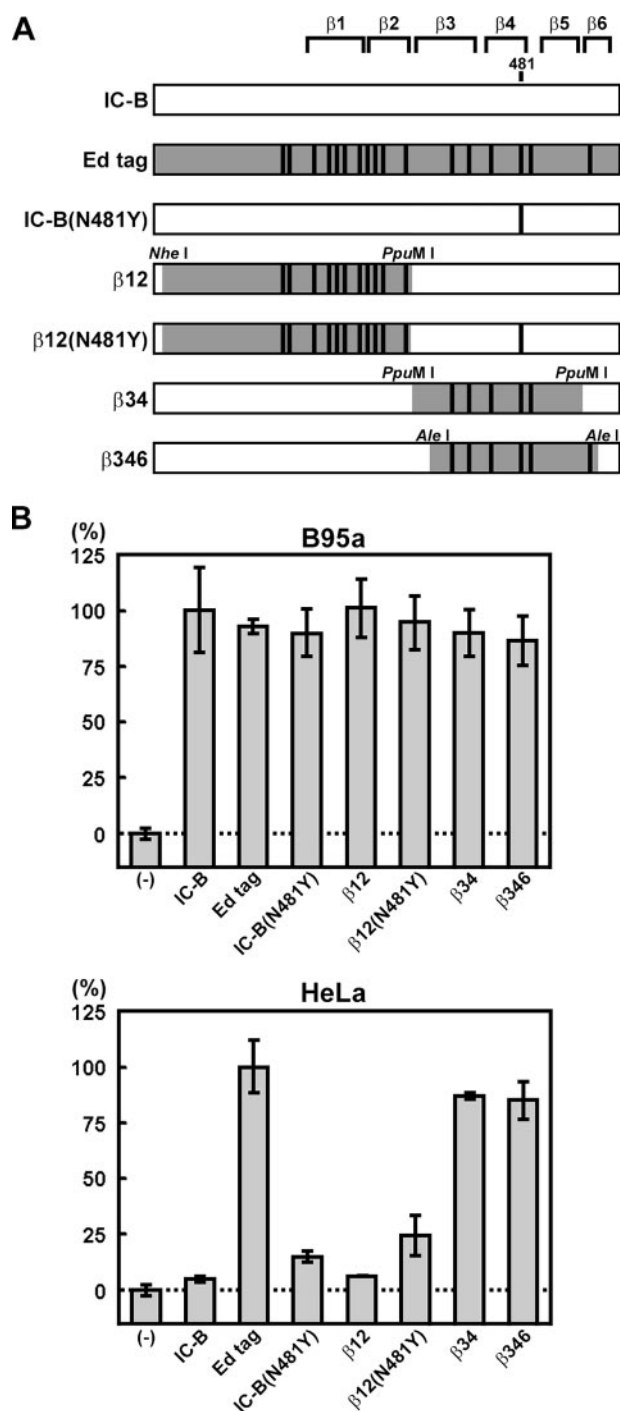 A
β1 β2 β3 β4 β5 β6
481
IC-B
Ed tag
IC-B(N481Y)
Nhe I PpuM I
β12
β12(N481Y)
PpuM I PpuM I
β34
Ale I Ale I
β346
B
(%) B95a
125
100
75
50
25
0
(-) IC-B Ed tag IC-B(N481Y) β12 β12(N481Y) β34 β346
(%) HeLa
125
100
75
50
25
0
(-) IC-B Ed tag IC-B(N481Y) β12 β12(N481Y) β34 β346